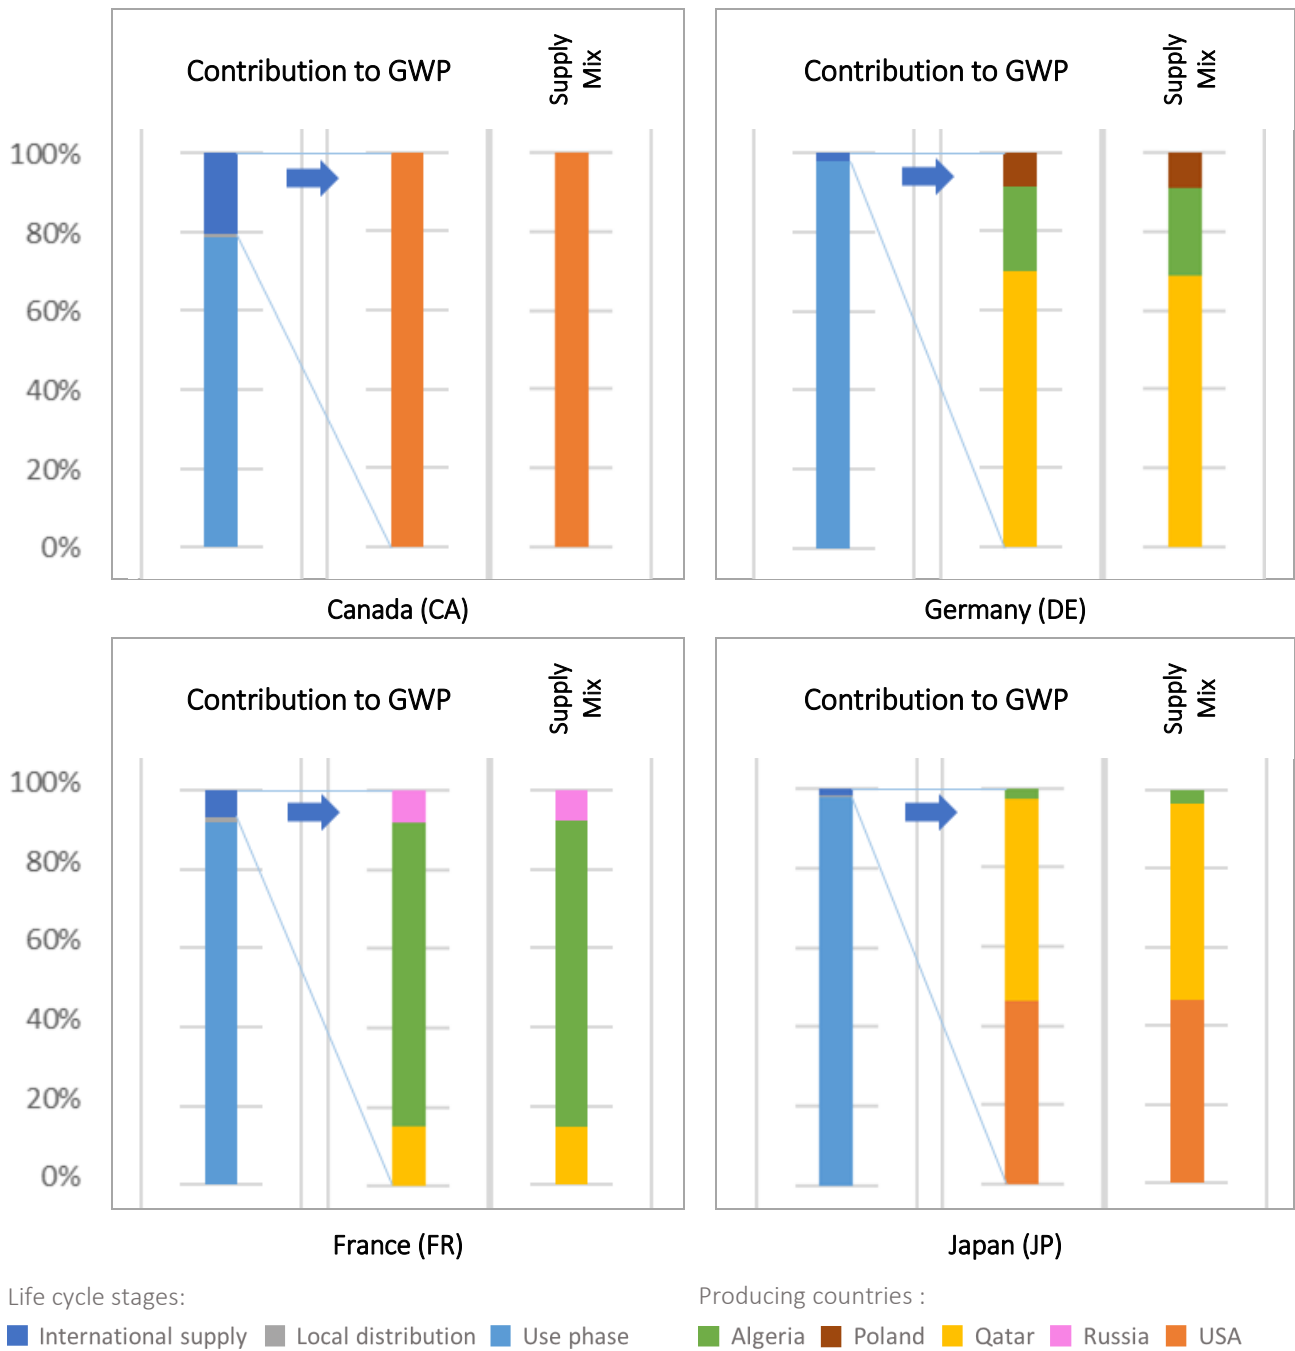 Contribution to GWP
Supply
Mix
100%
80%
60%
40%
20%
0%
Canada (CA)
Contribution to GWP
Supply
Mix
Germany (DE)
Contribution to GWP
Supply
Mix
100%
80%
60%
40%
20%
0%
France (FR)
Contribution to GWP
Supply
Mix
Japan (JP)
Life cycle stages:
International supply Local distribution Use phase
Producing countries :
Algeria Poland Qatar Russia USA